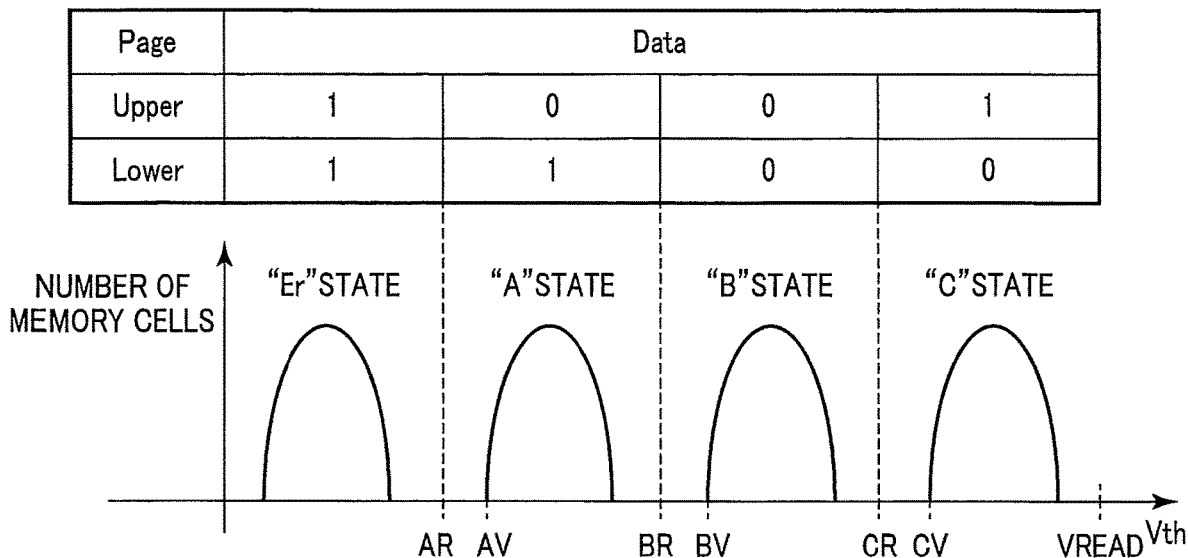 Page Data
Upper 1 0 0 1
Lower 1 1 0 0
NUMBER OF
MEMORY CELLS
“Er”STATE “A”STATE “B”STATE “C”STATE
AR AV BR BV CR CV VREAD Vth